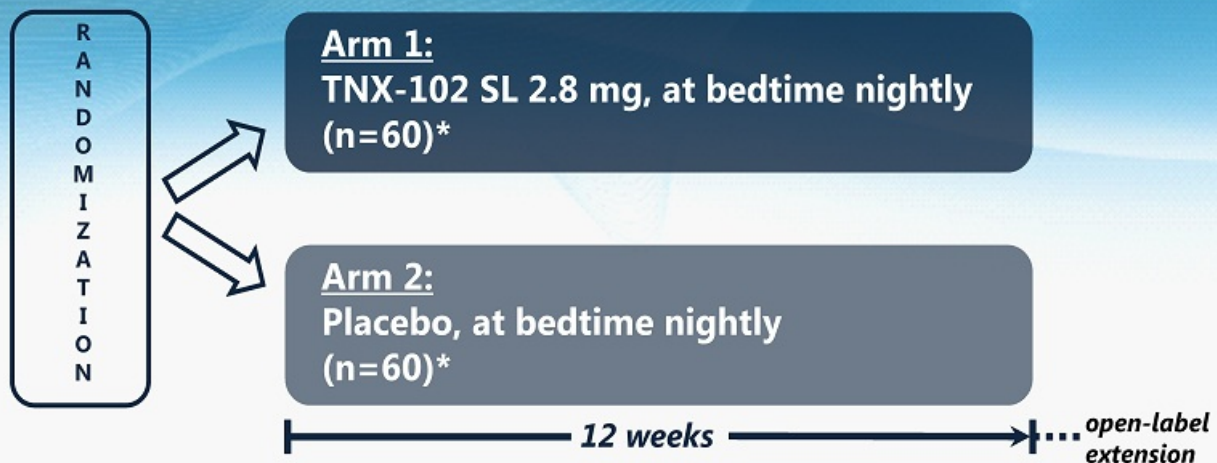 RANDOMIZATION
Arm 1:
TNX-102 SL 2.8 mg, at bedtime nightly
(n=60)*
Arm 2:
Placebo, at bedtime nightly
(n=60)*
12 weeks
open-label
extension